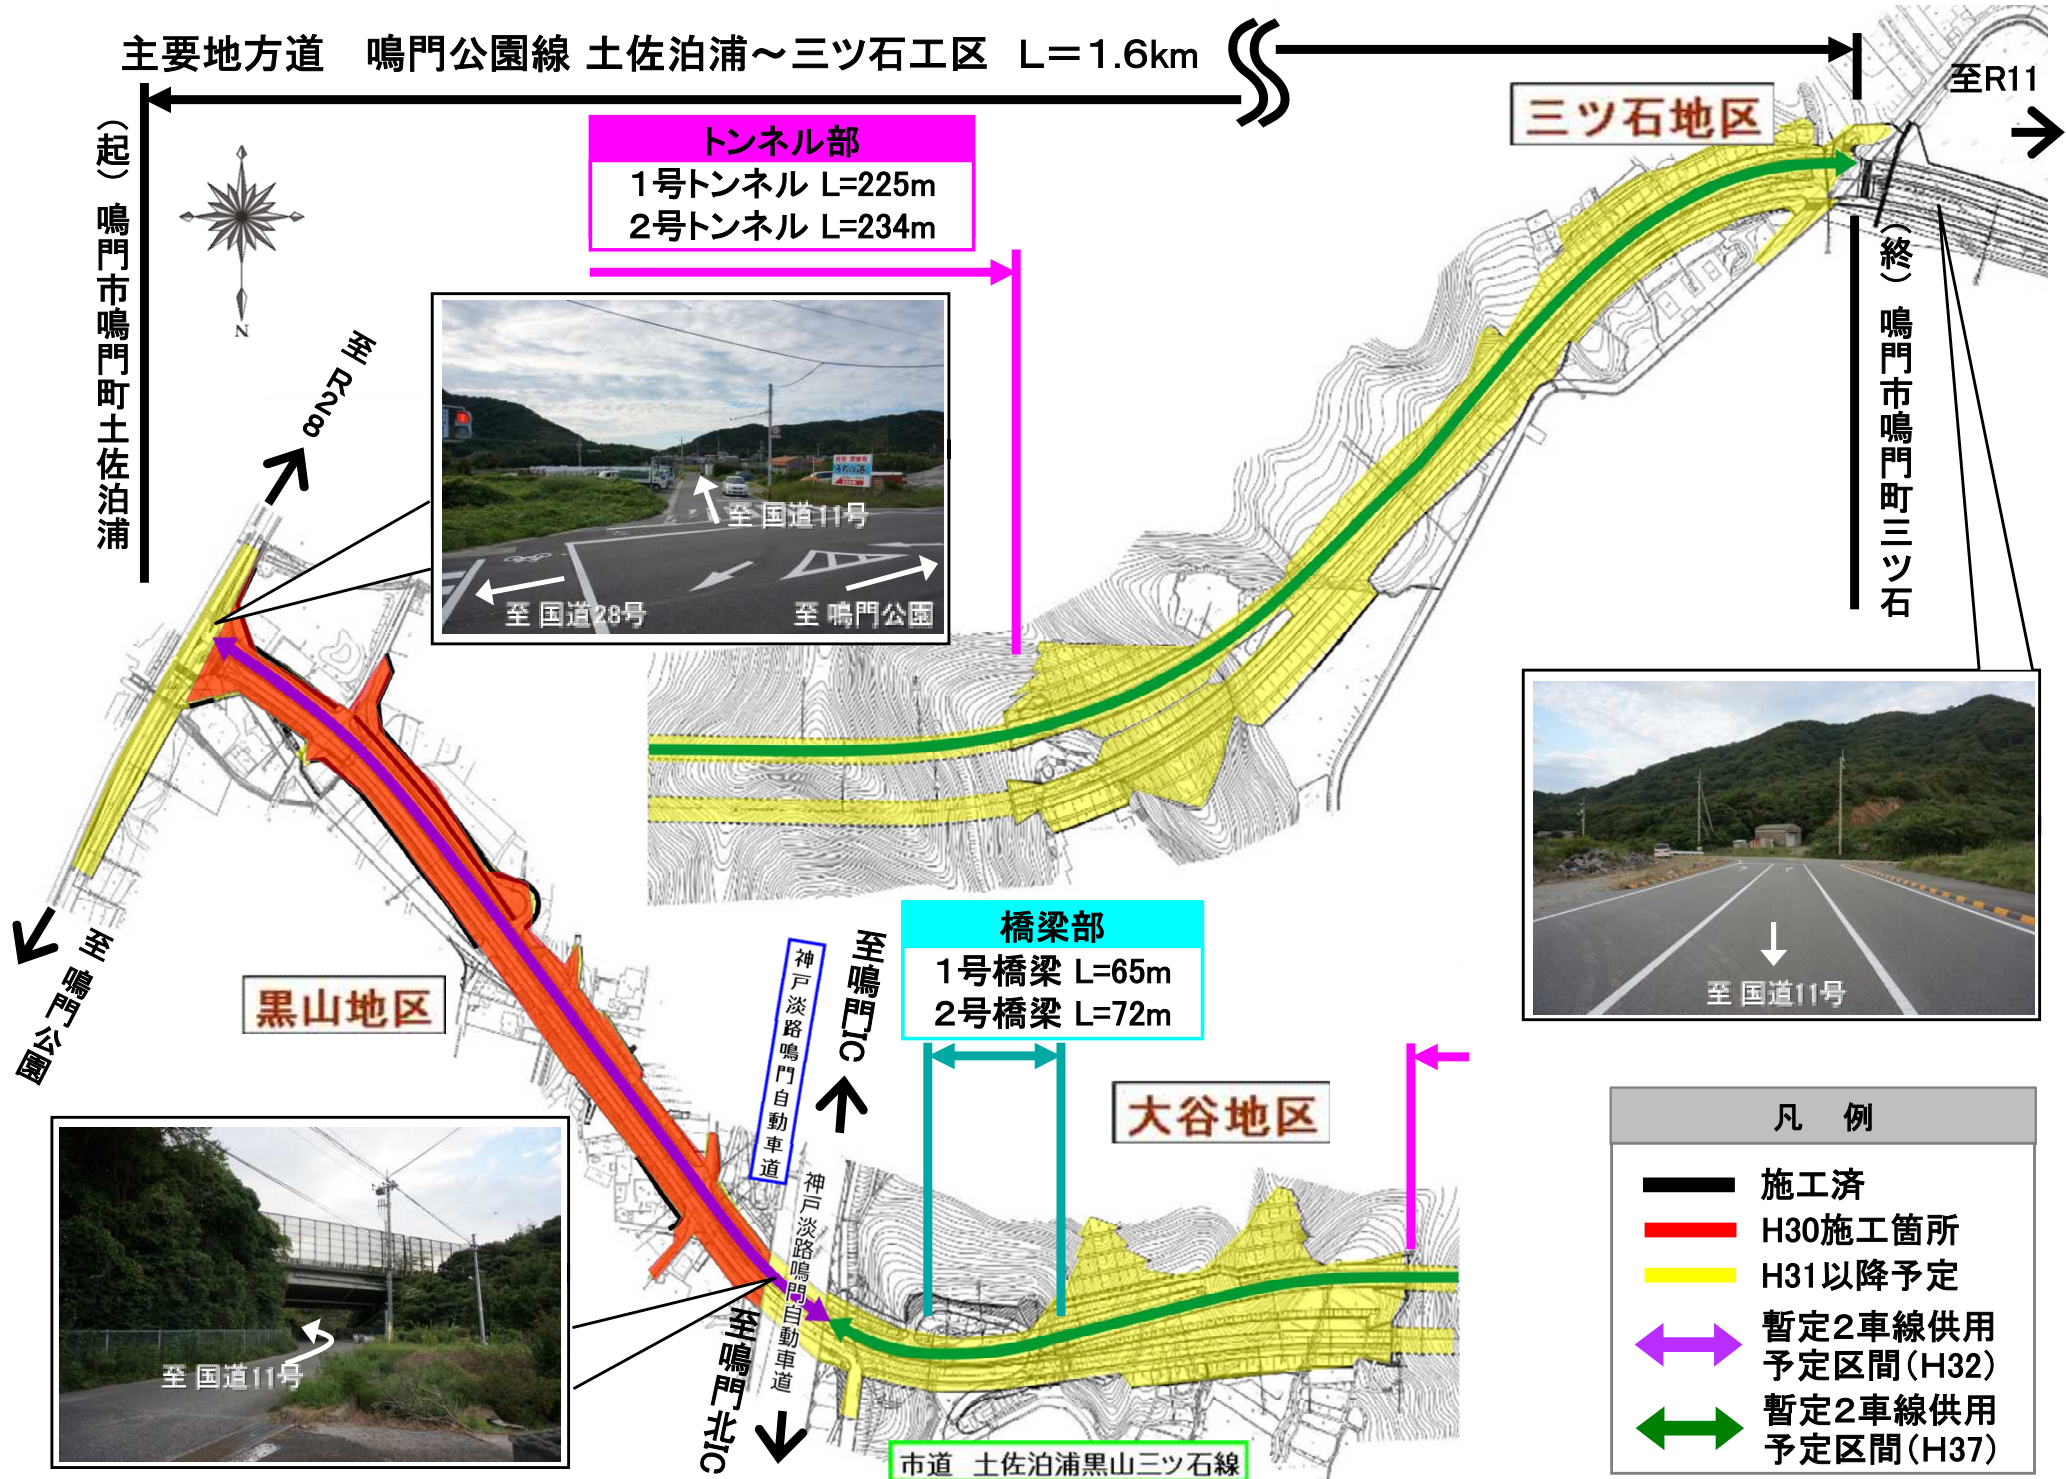 主要地方道　鳴門公園線 土佐泊浦～三ツ石工区　L＝1.6km
至R11
三ツ石地区
トンネル部
1号トンネル L=225m
2号トンネル L=234m
（起）鳴門市鳴門町土佐泊浦
N
至 R28
至 国道11号
至 国道28号
至 鳴門公園
（終）鳴門市鳴門町三ツ石
至 国道11号
至 鳴門公園
黒山地区
神戸淡路鳴門自動車道
至鳴門IC
橋梁部
1号橋梁 L=65m
2号橋梁 L=72m
大谷地区
神戸淡路鳴門自動車道
至 国道11号
至鳴門北IC
市道　土佐泊浦黒山三ツ石線
凡　例
施工済
H30施工箇所
H31以降予定
暫定2車線供用
予定区間（H32）
暫定2車線供用
予定区間（H37）